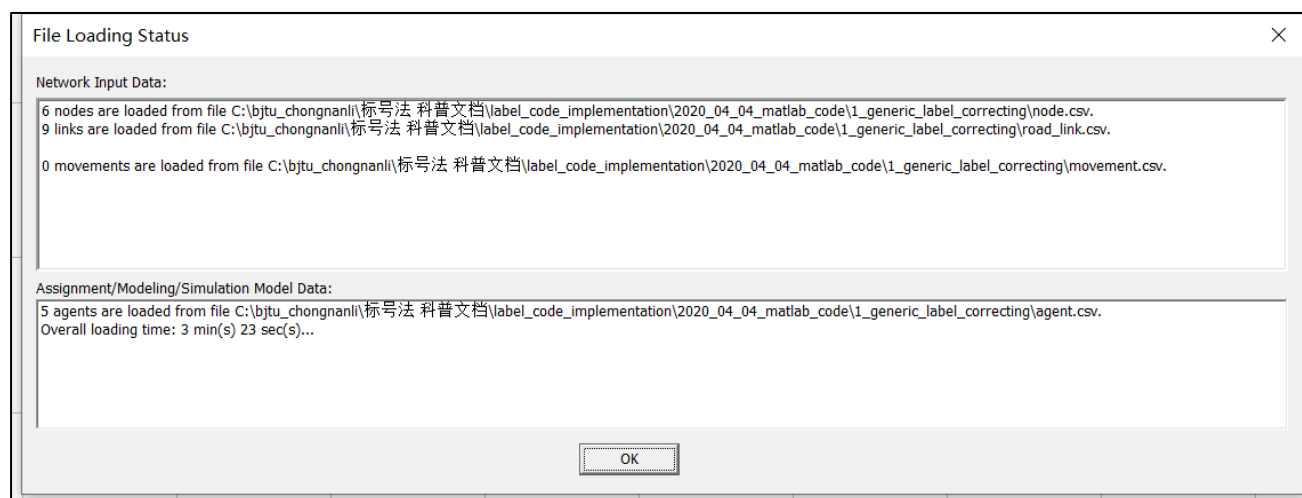 File Loading Status
Network Input Data:
6 nodes are loaded from file C:\bjtu_chongnanli\标号法 科普文档\label_code_implementation\2020_04_04_matlab_code\1_generic_label_correcting\node.csv.
9 links are loaded from file C:\bjtu_chongnanli\标号法 科普文档\label_code_implementation\2020_04_04_matlab_code\1_generic_label_correcting\road_link.csv.
0 movements are loaded from file C:\bjtu_chongnanli\标号法 科普文档\label_code_implementation\2020_04_04_matlab_code\1_generic_label_correcting\movement.csv.
Assignment/Modeling/Simulation Model Data:
5 agents are loaded from file C:\bjtu_chongnanli\标号法 科普文档\label_code_implementation\2020_04_04_matlab_code\1_generic_label_correcting\agent.csv.
Overall loading time: 3 min(s) 23 sec(s)...
OK